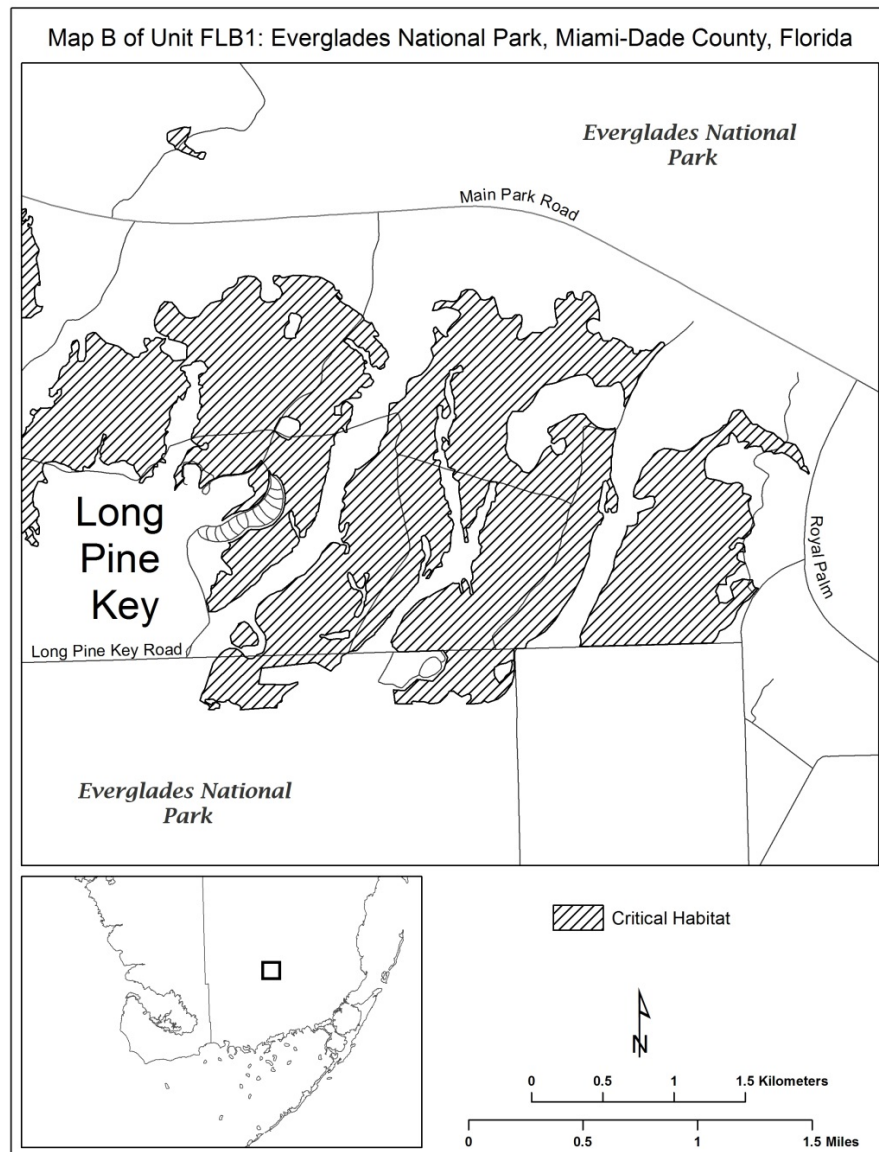 Map B of Unit FLB1: Everglades National Park, Miami-Dade County, Florida
Everglades National
Park
Main Park Road
Long
Pine
Key
Royal Palm
Long Pine Key Road
Everglades National
Park
Critical Habitat
N
0 0.5 1 1.5 Kilometers
0 0.5 1 1.5 Miles